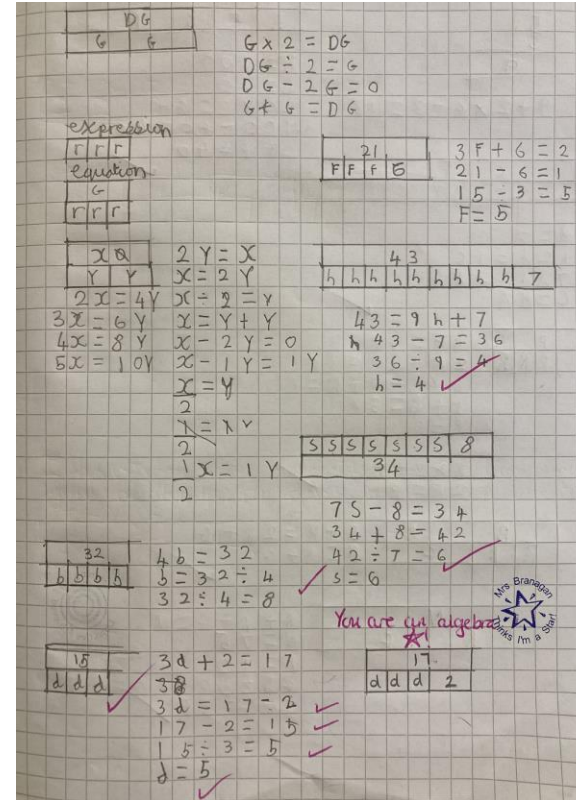 DG
G G
G x 2 = DG
DG ÷ 2 = G
DG - 2G = 0
G + G = DG
expression
r r r
equation
G
r r r
21
F F F 6
3F + 6 = 2
21 - 6 = 1
15 ÷ 3 = 5
F = 5
x
Y Y
2x = 4Y
3x = 6Y
4x = 8Y
5x = 10Y
2Y = X
x = 2Y
x ÷ 2 = Y
x = Y + Y
x - 2Y = 0
x - 1Y = 1Y
x/2 = Y
1/2 x = 1Y
43
h h h h h h h h h 7
43 = 9h + 7
43 - 7 = 36
36 ÷ 9 = 4
h = 4
S S S S S S S 8
34
7S - 8 = 34
34 + 8 = 42
42 ÷ 7 = 6
S = 6
32
b b b b
4b = 32
b = 32 ÷ 4
32 ÷ 4 = 8
You are an algebra
Mrs Branagan
thinks I'm a Star!
15
d d d
3d + 2 = 17
3d = 17 - 2
17 - 2 = 15
15 ÷ 3 = 5
d = 5
17
d d d 2